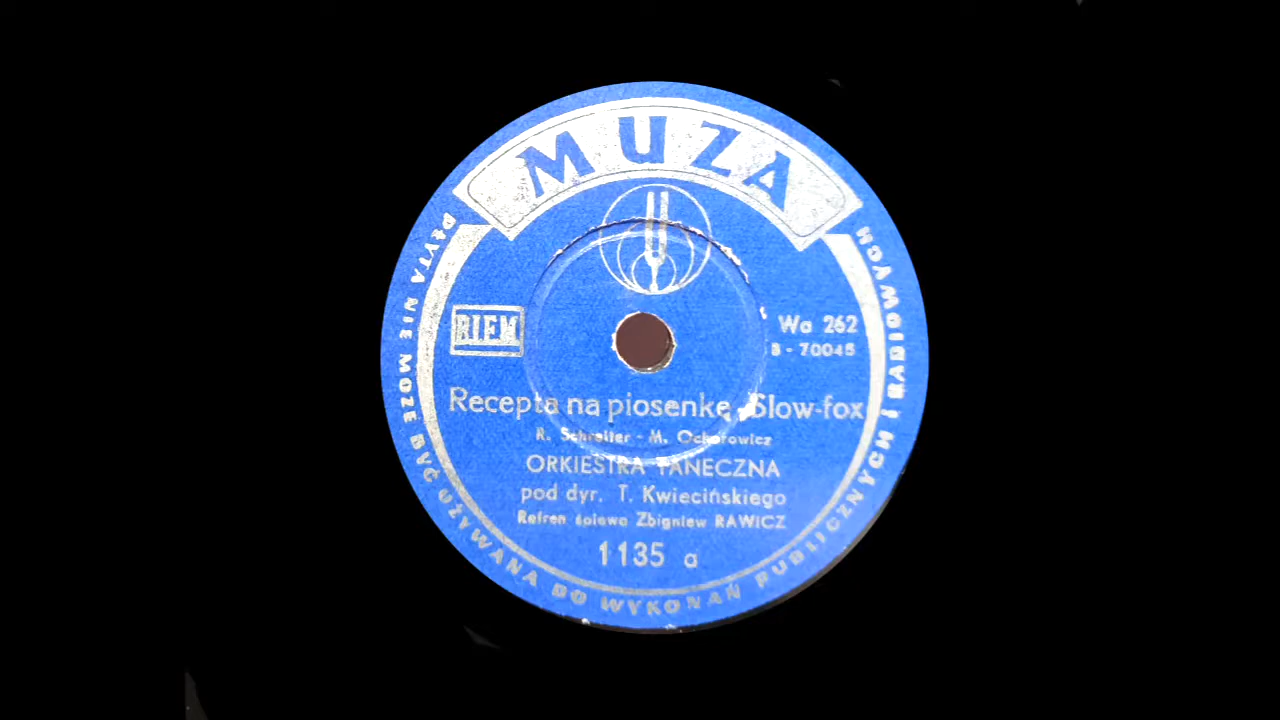 MUZA
BIEM
Wa 262
B - 70045
Recepta na piosenkę . Slow-fox
R. Schreiter - M. Ochorowicz
ORKIESTRA TANECZNA
pod dyr. T. Kwiecińskiego
Refren śpiewa Zbigniew RAWICZ
1135 a
PŁYTA NIE MOŻE BYĆ UŻYWANA DO WYKONAŃ PUBLICZNYCH I RADIOWYCH